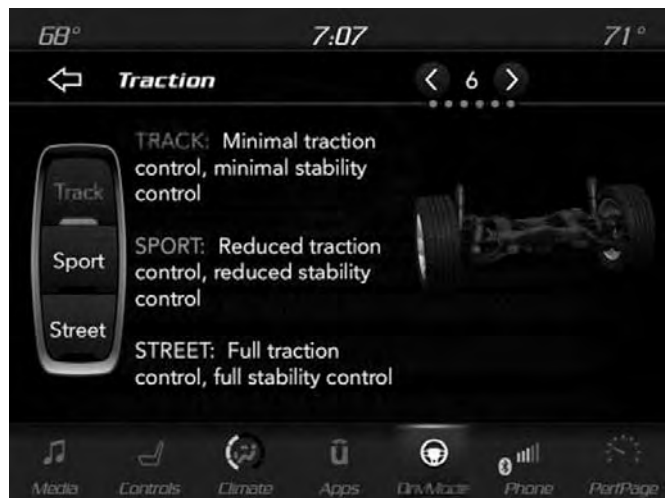 68° 7:07 71°
Traction 6
TRACK: Minimal traction
control, minimal stability
control
Track
Sport
Street
SPORT: Reduced traction
control, reduced stability
control
STREET: Full traction
control, full stability control
Media Controls Climate Apps DrvMode Phone PerfPage